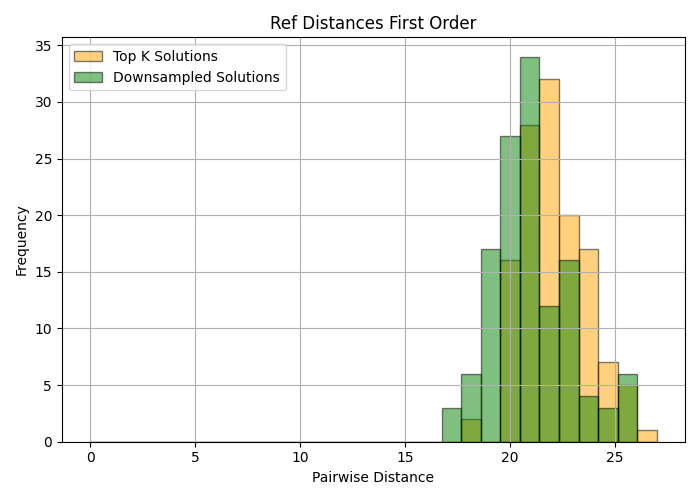 Ref Distances First Order
Top K Solutions
Downsampled Solutions
Frequency
35
30
25
20
15
10
5
0
0 5 10 15 20 25
Pairwise Distance